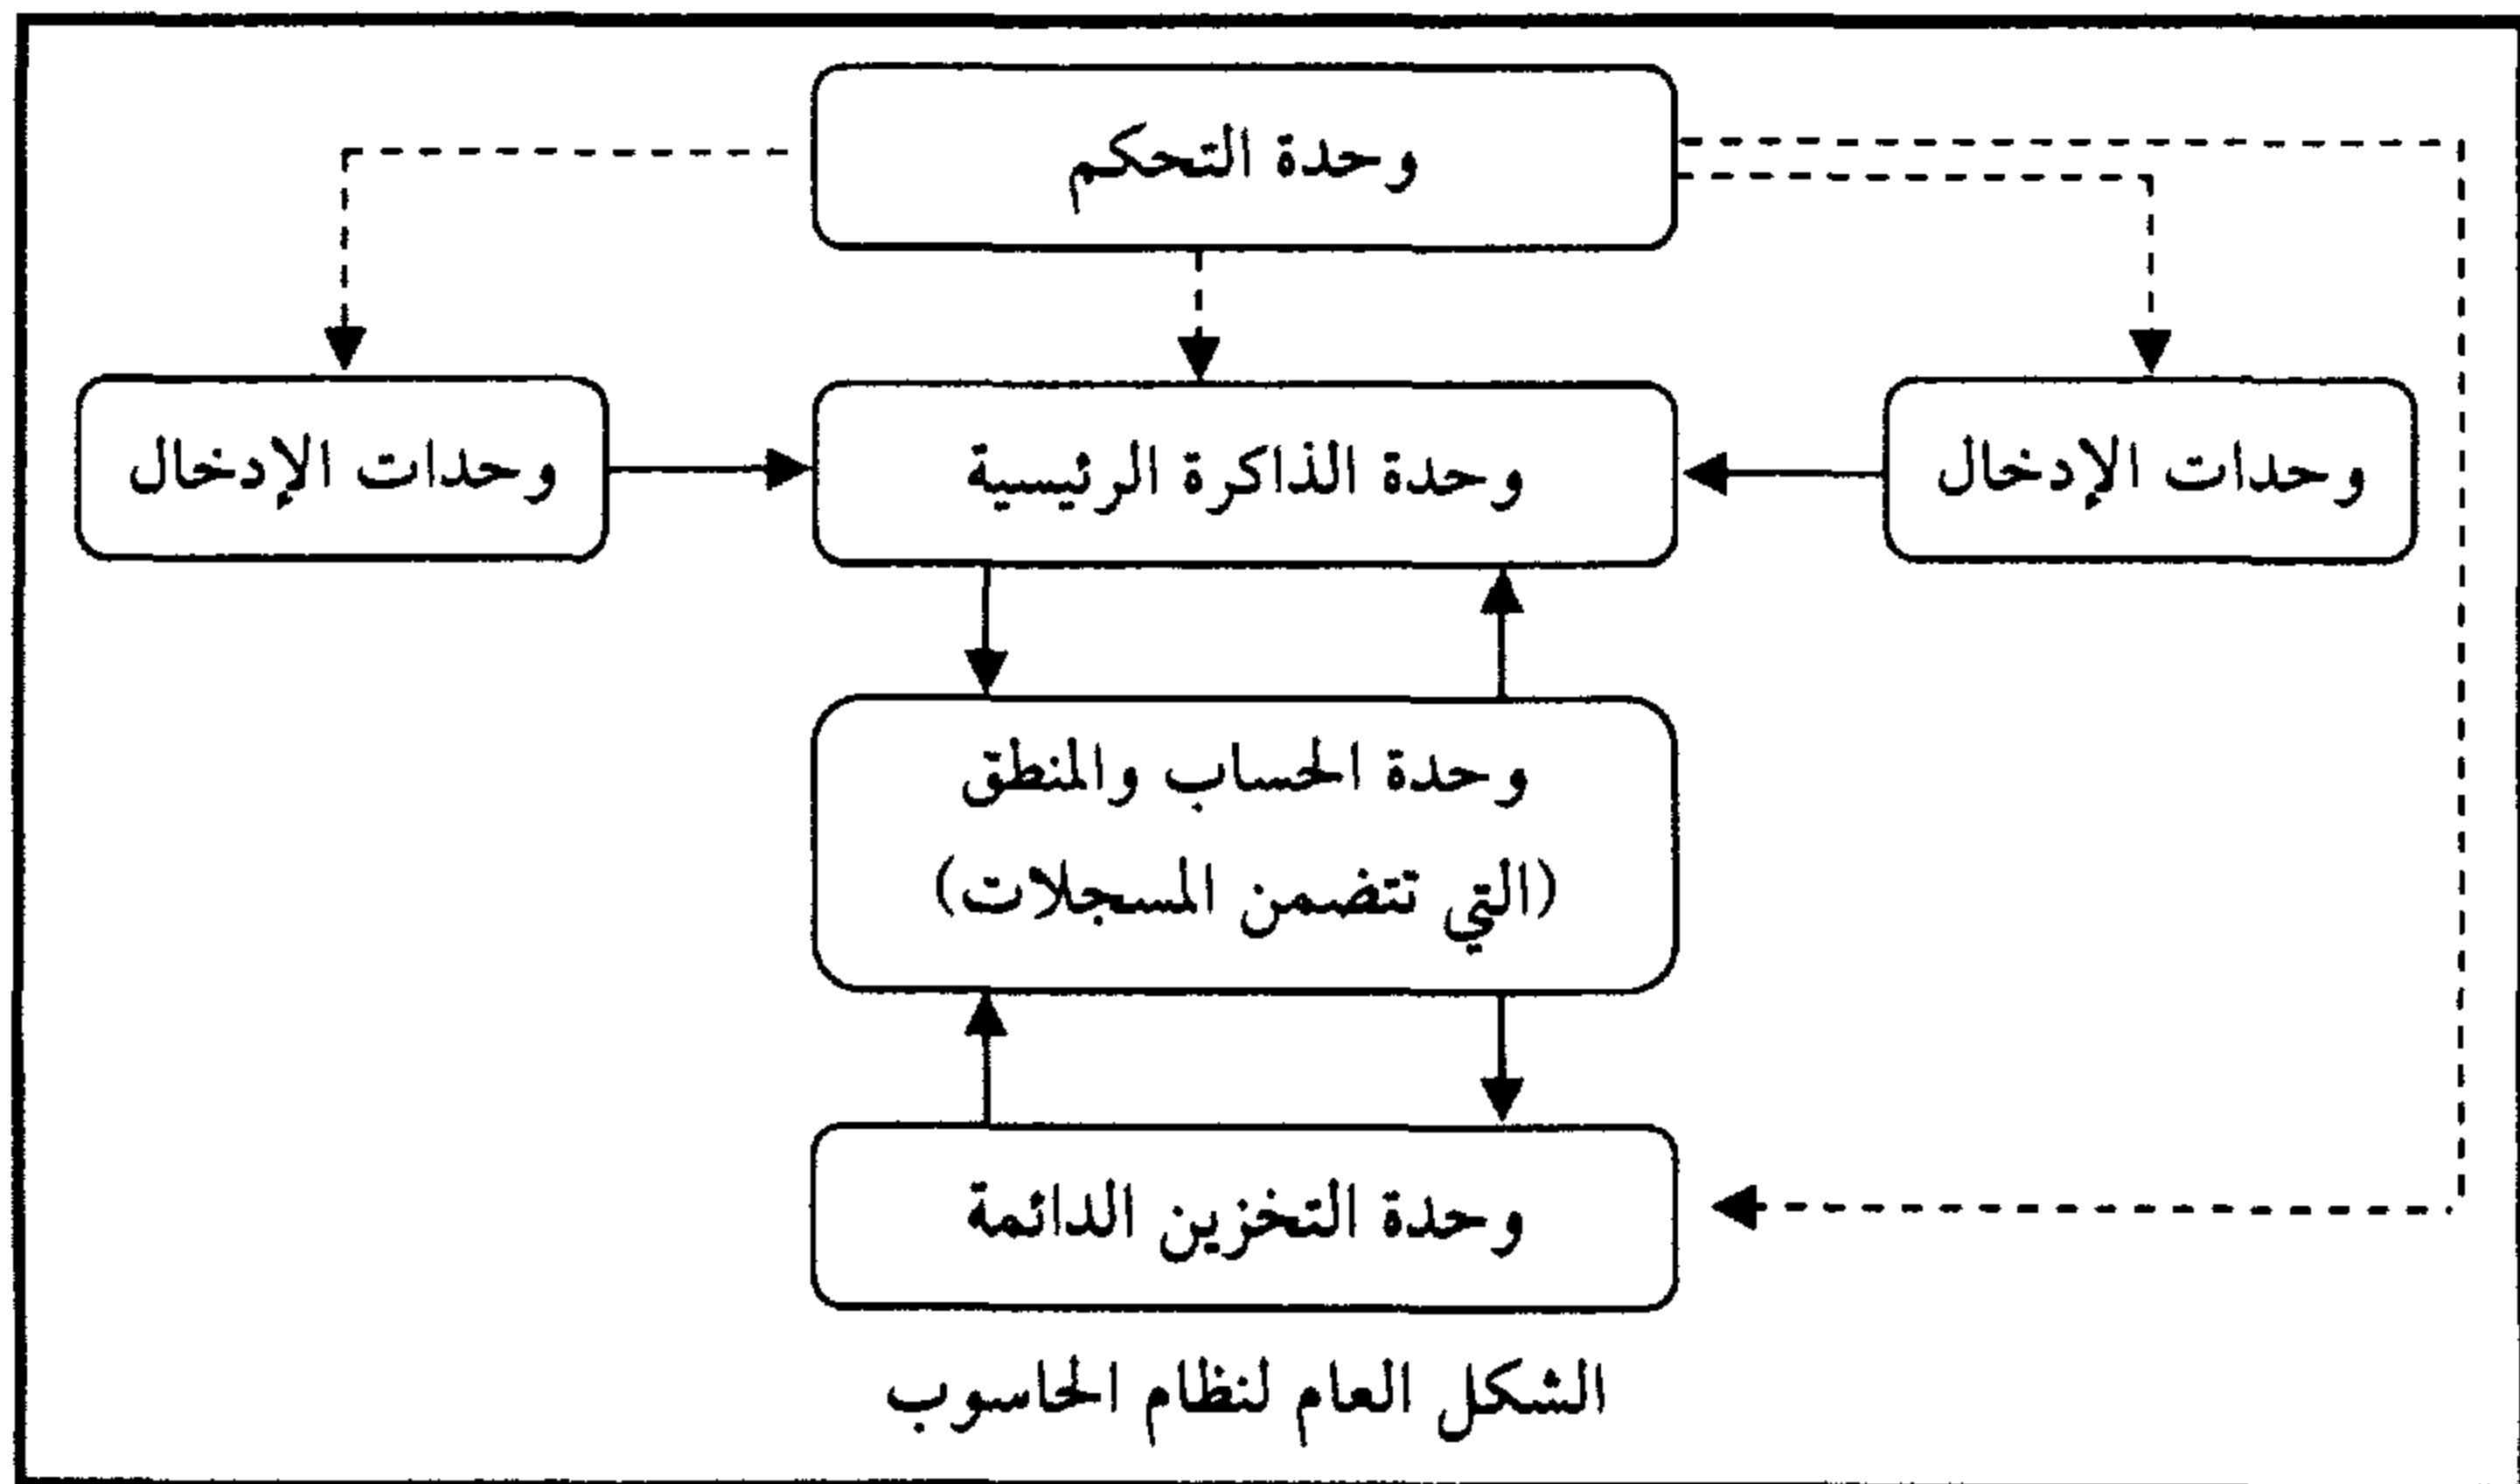 وحدة التحكم
وحدات الإدخال
وحدة الذاكرة الرئيسية
وحدات الإدخال
وحدة الحساب والمنطق
(التي تتضمن المسجلات)
وحدة التخزين الدائمة
الشكل العام لنظام الحاسوب